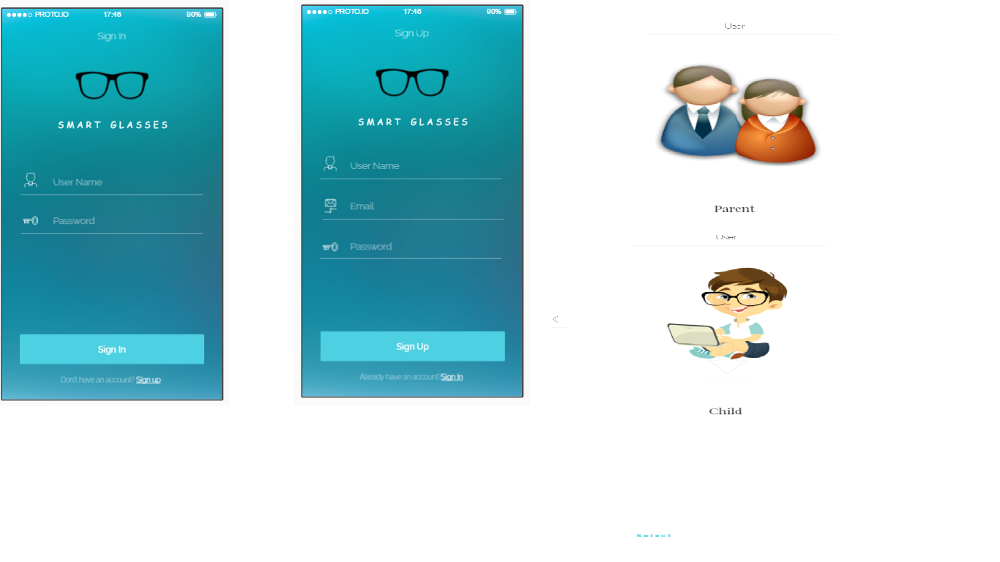 PROTO.IO 17:46 90%
Sign In
SMART GLASSES
User Name
Password
Sign In
Don't have an account? Sign up
PROTO.IO 17:46 90%
Sign Up
SMART GLASSES
User Name
Email
Password
Sign Up
Already have an account?Sign In
User
Parent
User
<
Child
Select